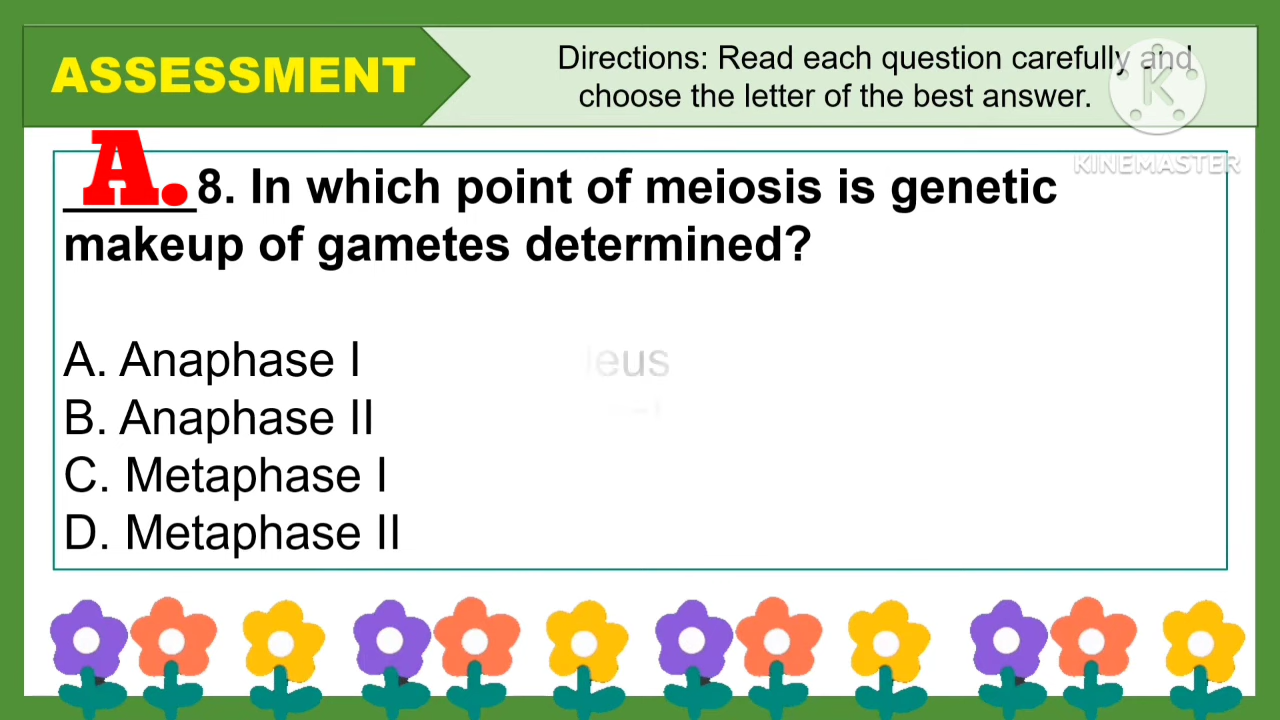 ASSESSMENT
Directions: Read each question carefully and
choose the letter of the best answer.
K
KINEMASTER
A. 8. In which point of meiosis is genetic
makeup of gametes determined?
A. Anaphase I
B. Anaphase II
C. Metaphase I
D. Metaphase II